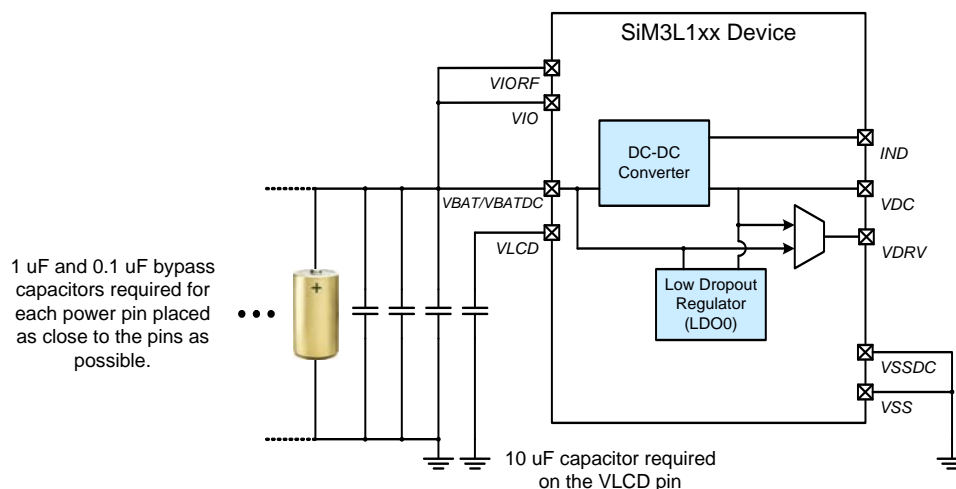 SiM3L1xx Device
VIORF
VIO
DC-DC
Converter
IND
VBAT/VBATDC
VDC
VLCD
VDRV
1 uF and 0.1 uF bypass
capacitors required for
each power pin placed
as close to the pins as
possible.
+
Low Dropout
Regulator
(LDO0)
VSSDC
VSS
10 uF capacitor required
on the VLCD pin